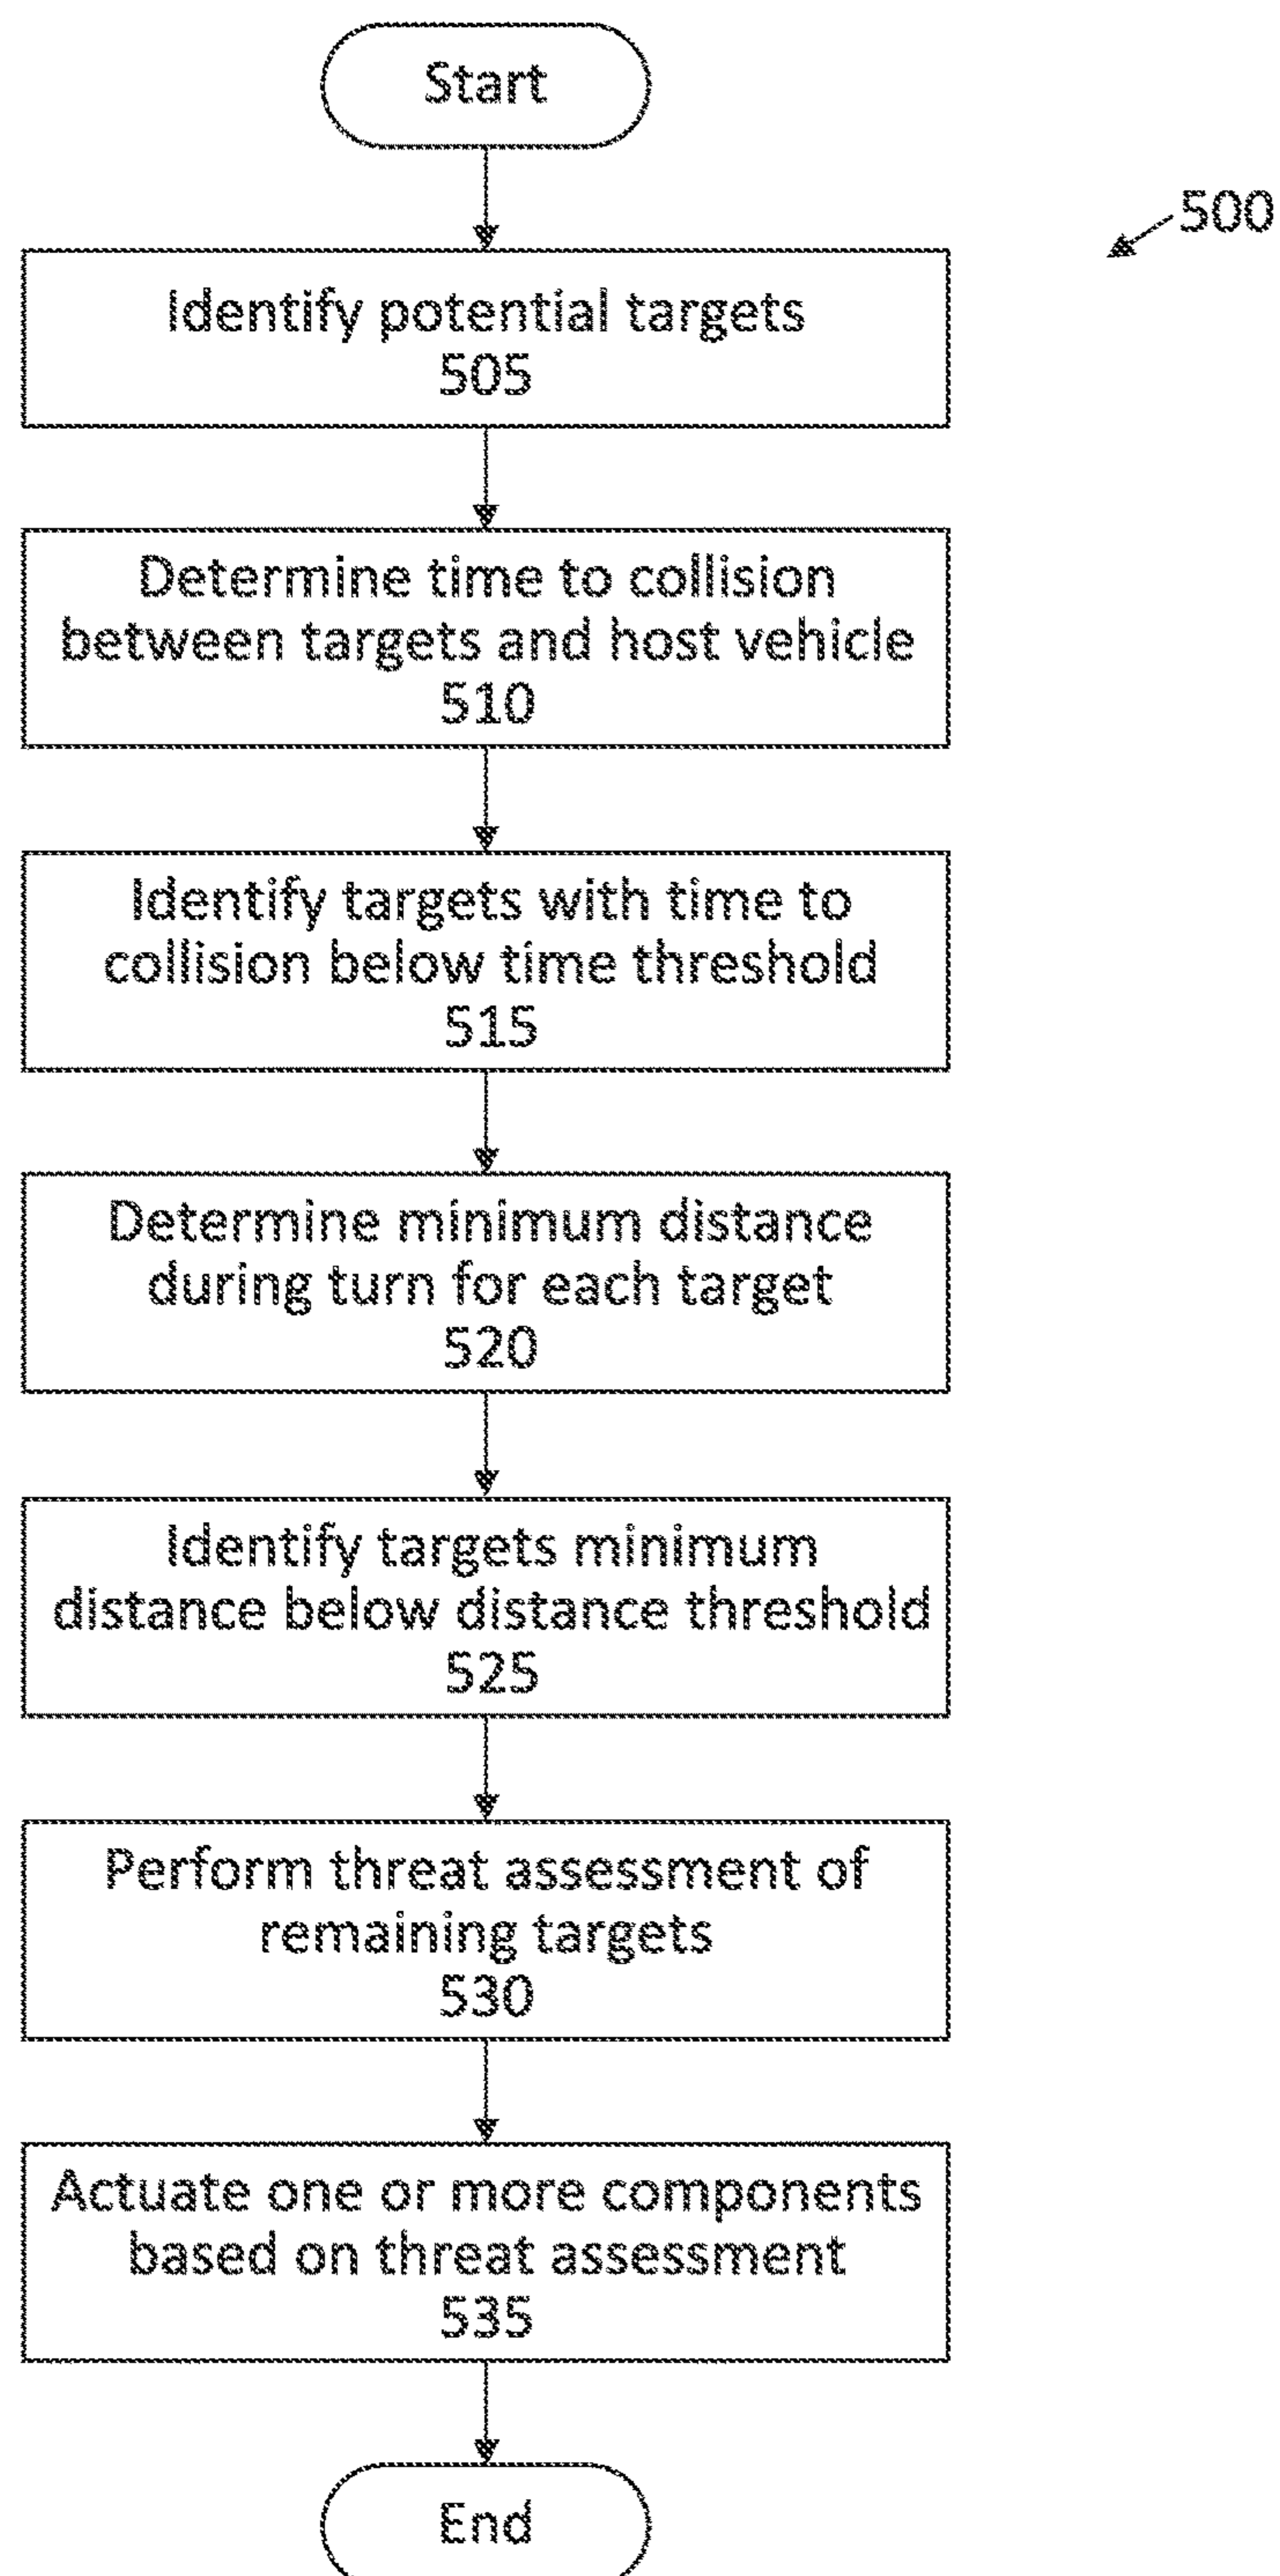 Start
500
Identify potential targets
505
Determine time to collision
between targets and host vehicle
510
Identify targets with time to
collision below time threshold
515
Determine minimum distance
during turn for each target
520
Identify targets minimum
distance below distance threshold
525
Perform threat assessment of
remaining targets
530
Actuate one or more components
based on threat assessment
535
End